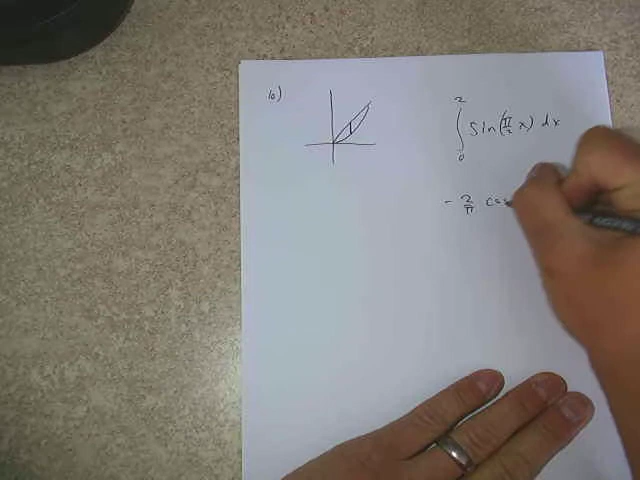 10)
∫₀² sin(π/2 x) dx
- 2/π cos